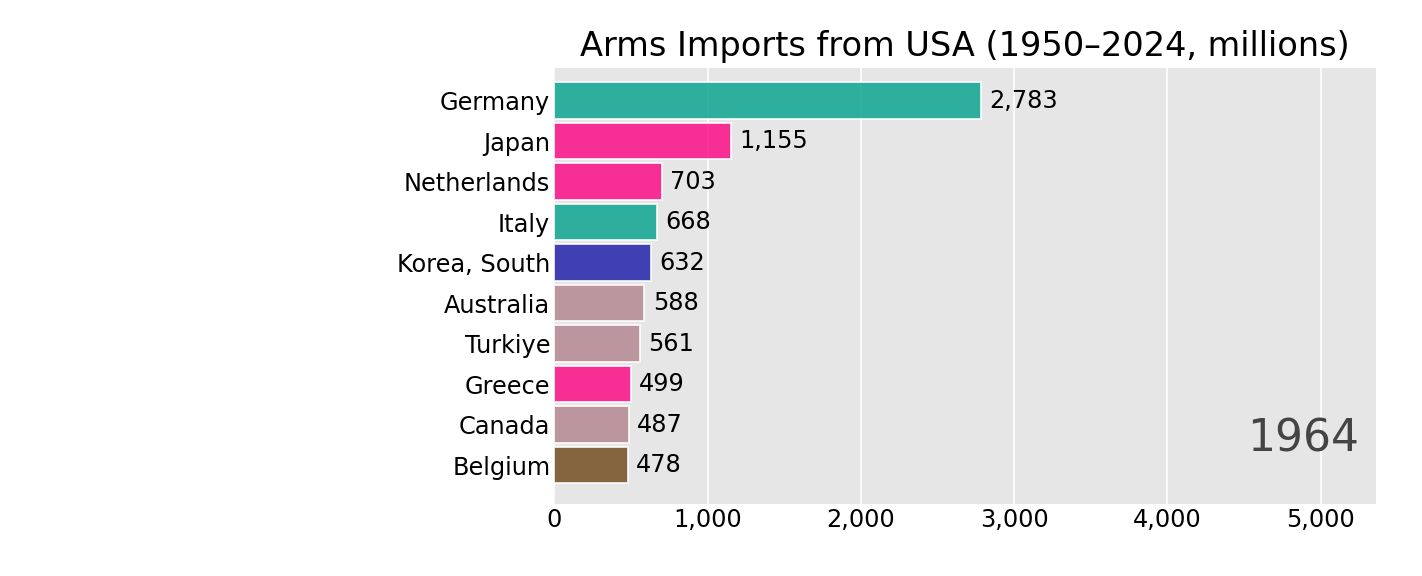 Arms Imports from USA (1950–2024, millions)
Germany 2,783
Japan 1,155
Netherlands 703
Italy 668
Korea, South 632
Australia 588
Turkiye 561
Greece 499
Canada 487
Belgium 478
1964
0 1,000 2,000 3,000 4,000 5,000